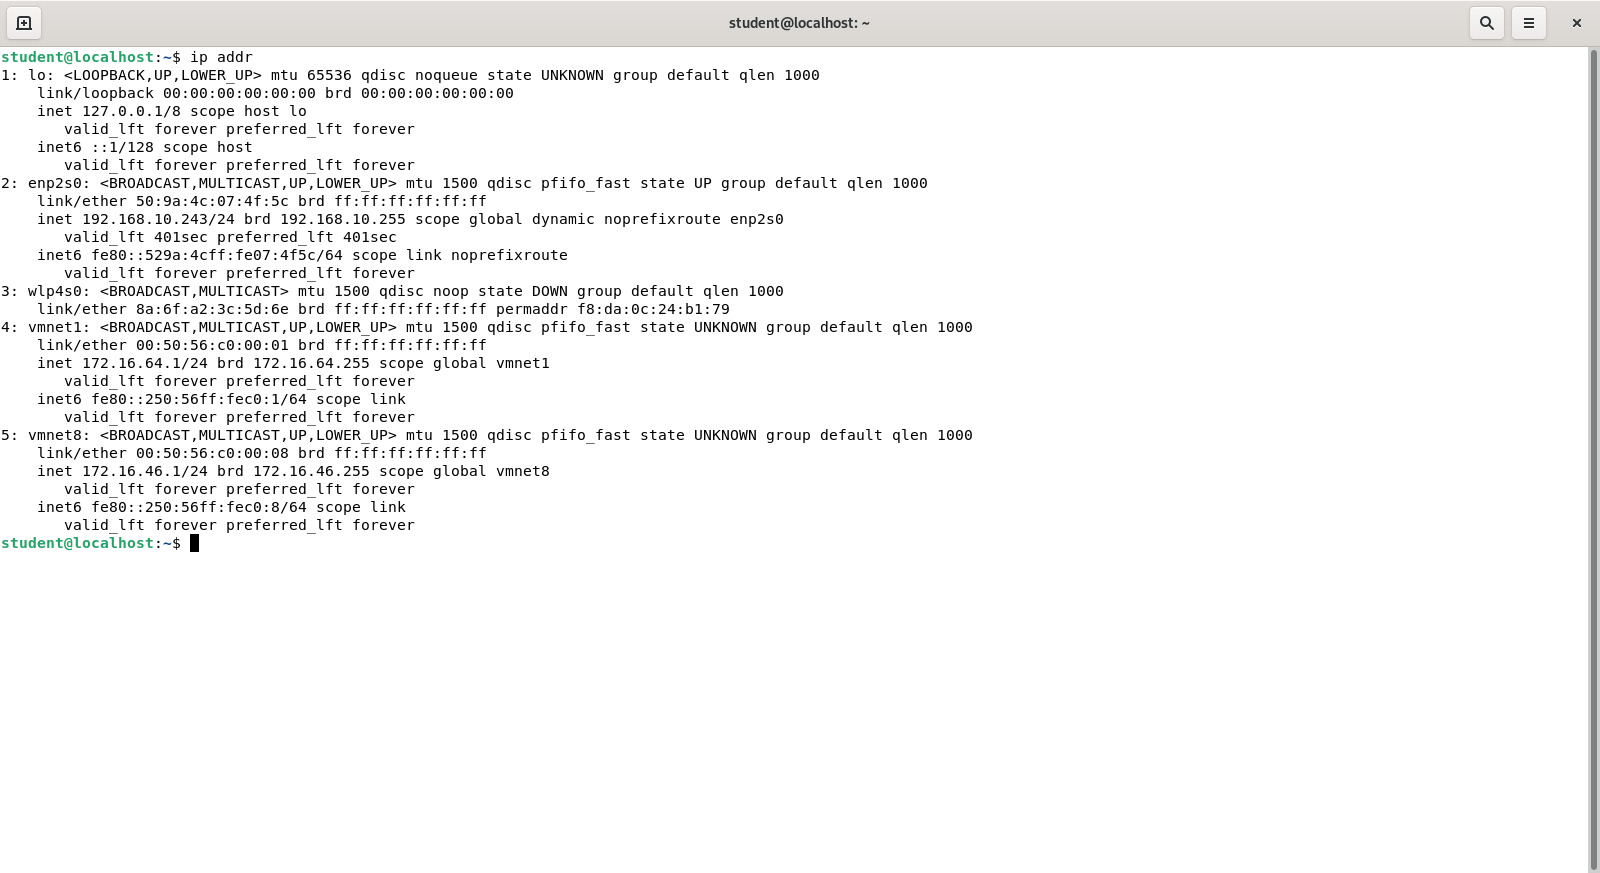 student@localhost: ~
student@localhost:~$ ip addr
1: lo: <LOOPBACK,UP,LOWER_UP> mtu 65536 qdisc noqueue state UNKNOWN group default qlen 1000
    link/loopback 00:00:00:00:00:00 brd 00:00:00:00:00:00
    inet 127.0.0.1/8 scope host lo
       valid_lft forever preferred_lft forever
    inet6 ::1/128 scope host
       valid_lft forever preferred_lft forever
2: enp2s0: <BROADCAST,MULTICAST,UP,LOWER_UP> mtu 1500 qdisc pfifo_fast state UP group default qlen 1000
    link/ether 50:9a:4c:07:4f:5c brd ff:ff:ff:ff:ff:ff
    inet 192.168.10.243/24 brd 192.168.10.255 scope global dynamic noprefixroute enp2s0
       valid_lft 401sec preferred_lft 401sec
    inet6 fe80::529a:4cff:fe07:4f5c/64 scope link noprefixroute
       valid_lft forever preferred_lft forever
3: wlp4s0: <BROADCAST,MULTICAST> mtu 1500 qdisc noop state DOWN group default qlen 1000
    link/ether 8a:6f:a2:3c:5d:6e brd ff:ff:ff:ff:ff:ff permaddr f8:da:0c:24:b1:79
4: vmnet1: <BROADCAST,MULTICAST,UP,LOWER_UP> mtu 1500 qdisc pfifo_fast state UNKNOWN group default qlen 1000
    link/ether 00:50:56:c0:00:01 brd ff:ff:ff:ff:ff:ff
    inet 172.16.64.1/24 brd 172.16.64.255 scope global vmnet1
       valid_lft forever preferred_lft forever
    inet6 fe80::250:56ff:fec0:1/64 scope link
       valid_lft forever preferred_lft forever
5: vmnet8: <BROADCAST,MULTICAST,UP,LOWER_UP> mtu 1500 qdisc pfifo_fast state UNKNOWN group default qlen 1000
    link/ether 00:50:56:c0:00:08 brd ff:ff:ff:ff:ff:ff
    inet 172.16.46.1/24 brd 172.16.46.255 scope global vmnet8
       valid_lft forever preferred_lft forever
    inet6 fe80::250:56ff:fec0:8/64 scope link
       valid_lft forever preferred_lft forever
student@localhost:~$